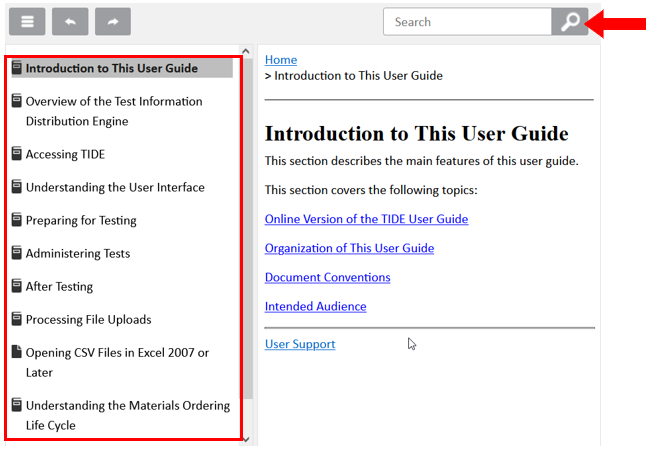 Search
Introduction to This User Guide
Overview of the Test Information
Distribution Engine
Accessing TIDE
Understanding the User Interface
Preparing for Testing
Administering Tests
After Testing
Processing File Uploads
Opening CSV Files in Excel 2007 or
Later
Understanding the Materials Ordering
Life Cycle
Home
> Introduction to This User Guide
Introduction to This User Guide
This section describes the main features of this user guide.
This section covers the following topics:
Online Version of the TIDE User Guide
Organization of This User Guide
Document Conventions
Intended Audience
User Support